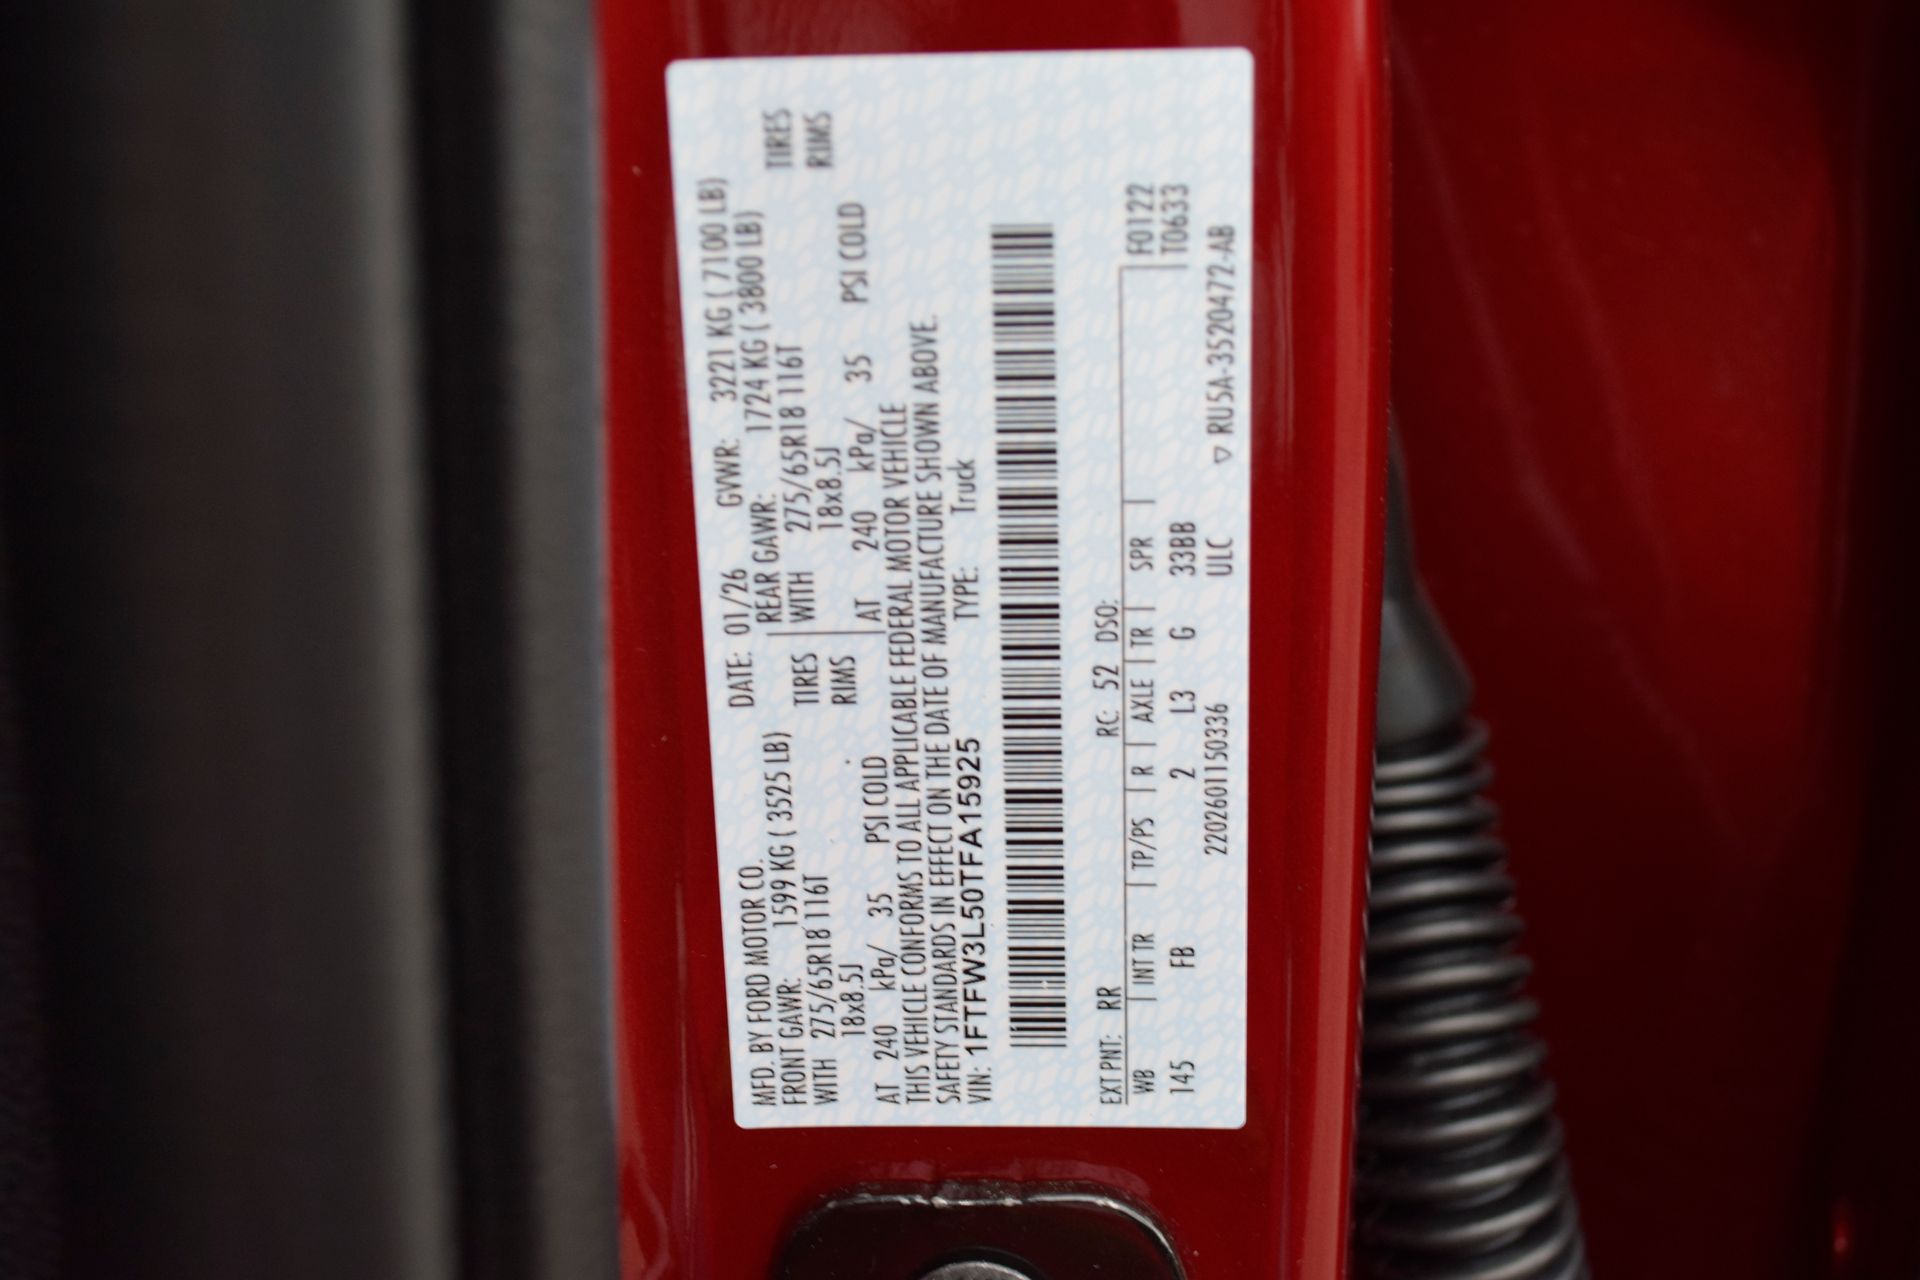 MFD. BY FORD MOTOR CO. DATE: 01/26 GVWR: 3221 KG ( 7100 LB)
FRONT GAWR: 1599 KG ( 3525 LB) REAR GAWR: 1724 KG ( 3800 LB)
WITH 275/65R18 116T TIRES WITH 275/65R18 116T TIRES
18x8.5J RIMS 18x8.5J RIMS
AT 240 kPa/ 35 PSI COLD AT 240 kPa/ 35 PSI COLD
THIS VEHICLE CONFORMS TO ALL APPLICABLE FEDERAL MOTOR VEHICLE
SAFETY STANDARDS IN EFFECT ON THE DATE OF MANUFACTURE SHOWN ABOVE.
VIN: 1FTFW3L50TFA15925 TYPE: Truck
EXT PNT: RR RC: 52 DSO:
WB INT TR TP/PS R AXLE TR SPR F0122
145 FB 2 L3 G 33BB T0633
2202601150336 ULC ▽ RU5A-3520472-AB